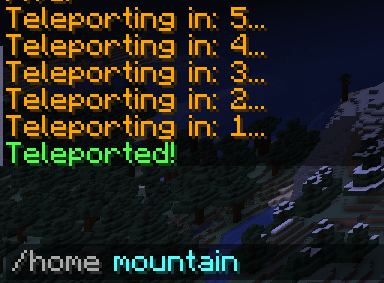 Teleporting in: 5...
Teleporting in: 4...
Teleporting in: 3...
Teleporting in: 2...
Teleporting in: 1...
Teleported!
/home mountain